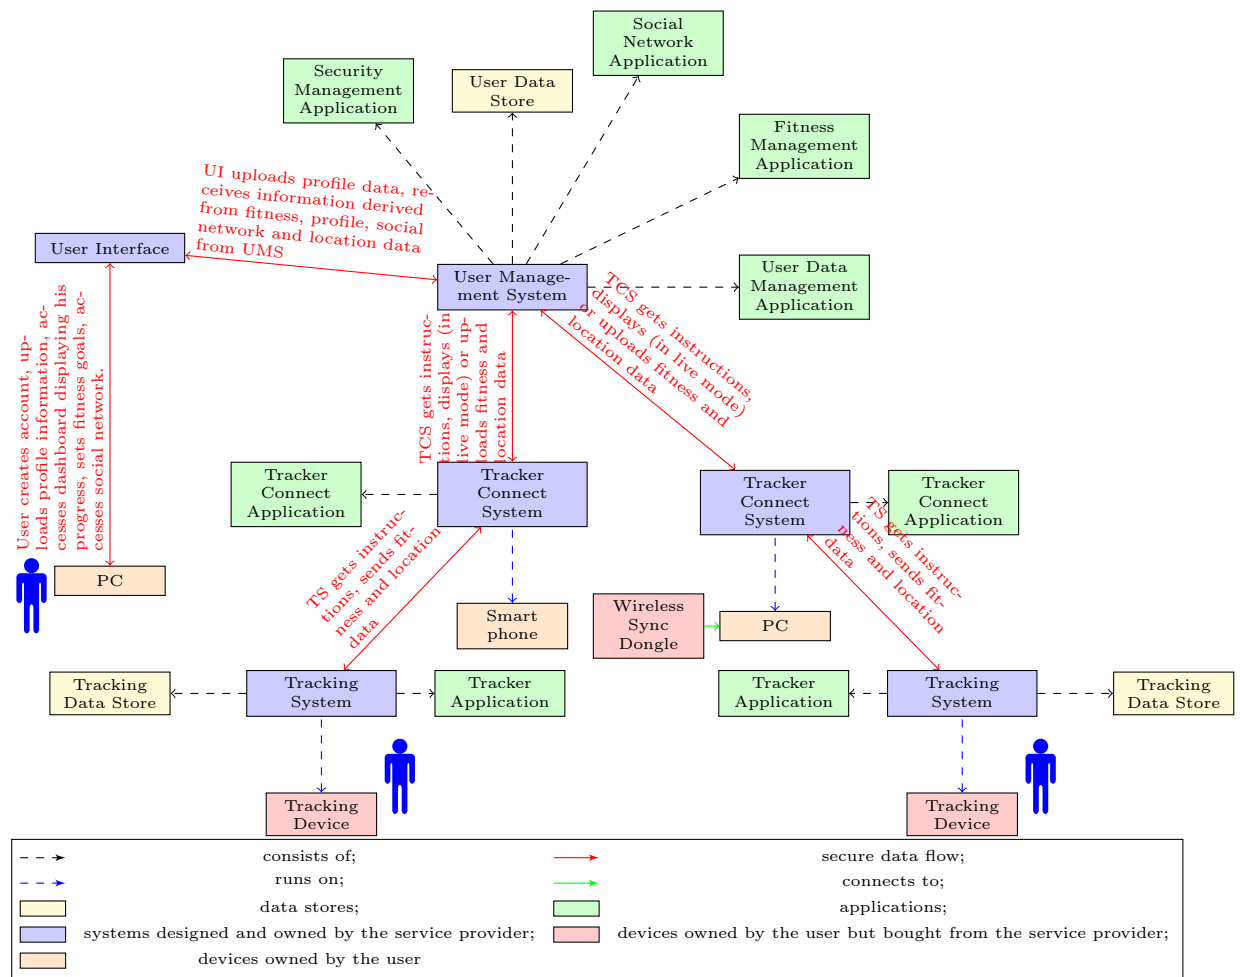 Social
Network
Application
Security
Management
Application
User Data
Store
Fitness
Management
Application
UI uploads profile data, re-
ceives information derived
from fitness, profile, social
network and location data
from UMS
User Interface
User Manage-
ment System
User Data
Management
Application
User creates account, up-
loads profile information, ac-
cesses dashboard displaying his
progress, sets fitness goals, ac-
cesses social network.
TCS gets instruc-
tions, displays (in
live mode) or up-
loads fitness and
location data
TCS gets instructions,
displays (in live mode)
or uploads fitness and
location data
Tracker
Connect
Application
Tracker
Connect
System
Tracker
Connect
System
Tracker
Connect
Application
TS gets instruc-
tions, sends fit-
ness and location
data
TS gets instruc-
tions, sends fit-
ness and location
data
PC
Smart
phone
Wireless
Sync
Dongle
PC
Tracking
Data Store
Tracking
System
Tracker
Application
Tracker
Application
Tracking
System
Tracking
Data Store
Tracking
Device
Tracking
Device
consists of;
secure data flow;
runs on;
connects to;
data stores;
applications;
systems designed and owned by the service provider;
devices owned by the user but bought from the service provider;
devices owned by the user